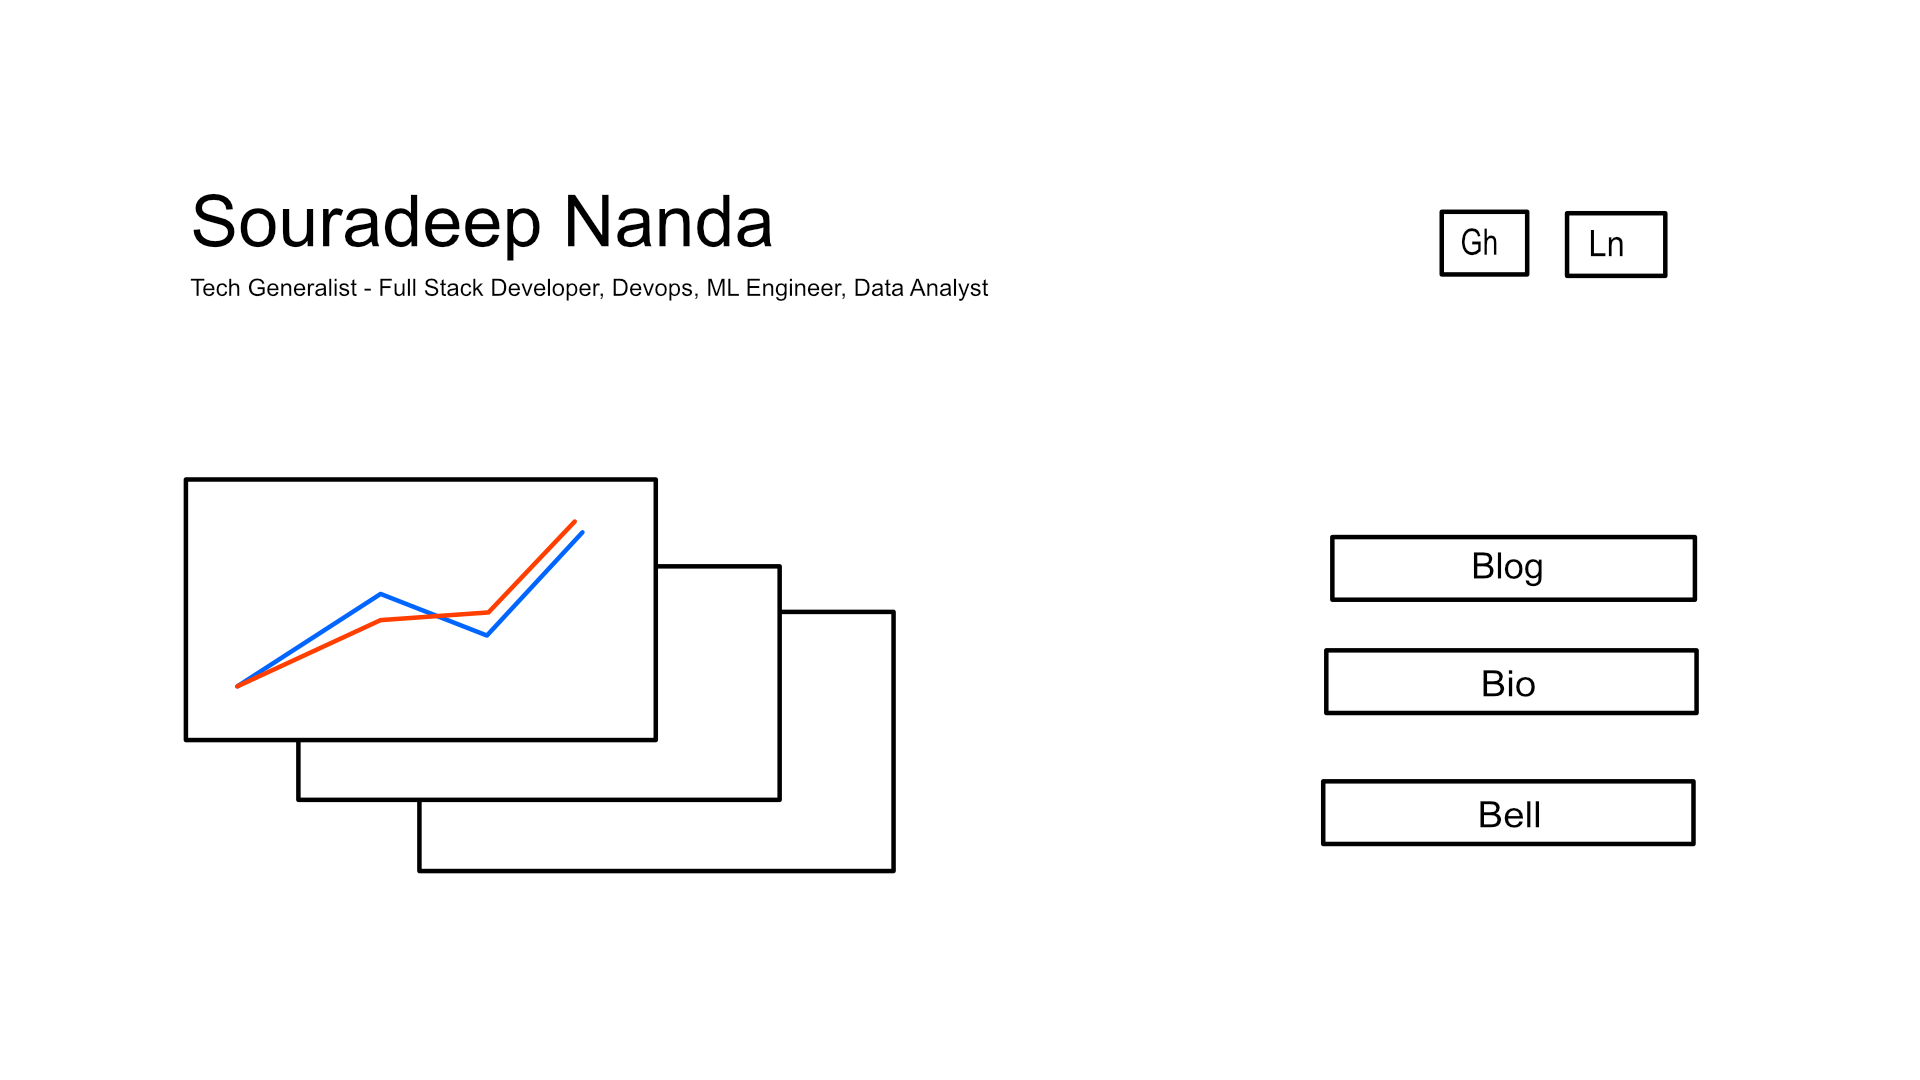 Souradeep Nanda
Tech Generalist - Full Stack Developer, Devops, ML Engineer, Data Analyst
Gh
Ln
Blog
Bio
Bell